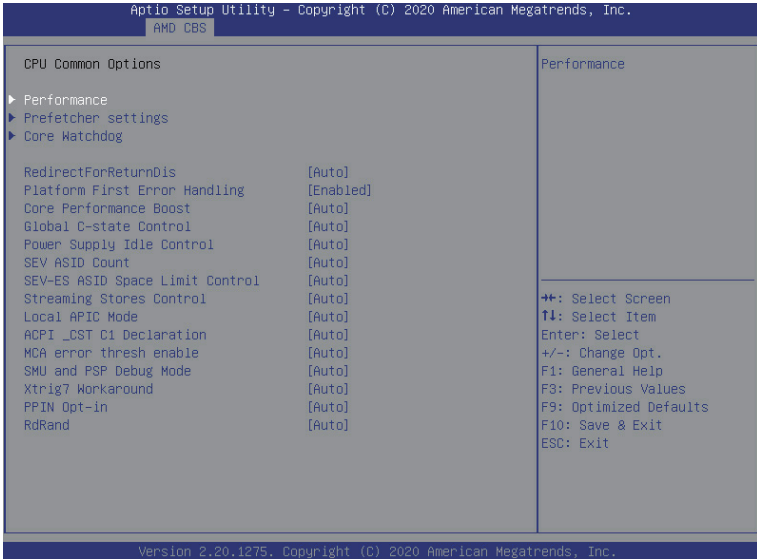 Aptio Setup Utility – Copyright (C) 2020 American Megatrends, Inc.
AMD CBS
CPU Common Options
Performance
Prefetcher settings
Core Watchdog
RedirectForReturnDis [Auto]
Platform First Error Handling [Enabled]
Core Performance Boost [Auto]
Global C-state Control [Auto]
Power Supply Idle Control [Auto]
SEV ASID Count [Auto]
SEV-ES ASID Space Limit Control [Auto]
Streaming Stores Control [Auto]
Local APIC Mode [Auto]
ACPI _CST C1 Declaration [Auto]
MCA error thresh enable [Auto]
SMU and PSP Debug Mode [Auto]
Xtrig7 Workaround [Auto]
PPIN Opt-in [Auto]
RdRand [Auto]
Performance
→←: Select Screen
↑↓: Select Item
Enter: Select
+/-: Change Opt.
F1: General Help
F3: Previous Values
F9: Optimized Defaults
F10: Save & Exit
ESC: Exit
Version 2.20.1275. Copyright (C) 2020 American Megatrends, Inc.